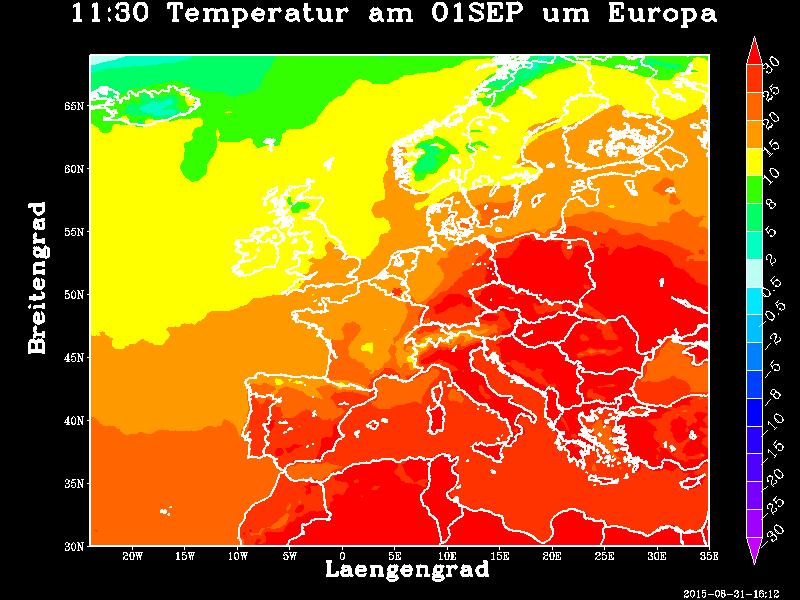 11:30 Temperatur am 01SEP um Europa
Breitengrad
65N
60N
55N
50N
45N
40N
35N
30N
20W
15W
10W
5W
0
5E
10E
15E
20E
25E
30E
35E
Laengengrad
30
25
20
15
10
8
5
2
0.5
-0.5
-2
-5
-8
-10
-15
-20
-25
-30
2015-08-31-16:12